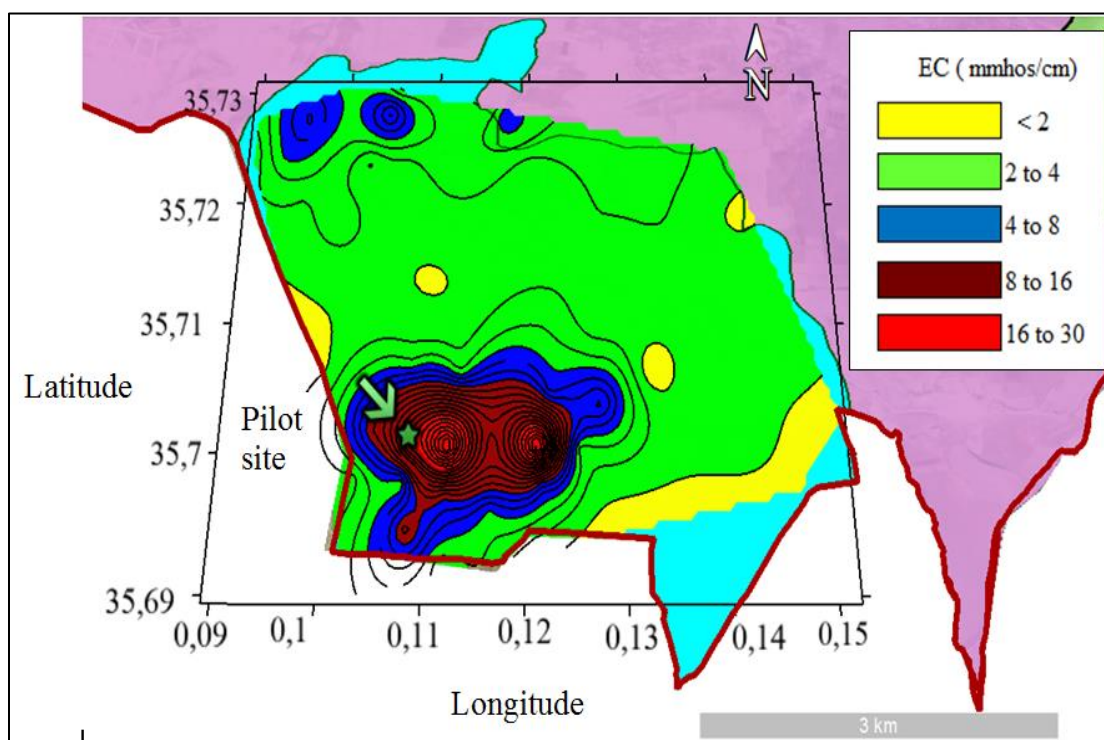 EC ( mmhos/cm)
< 2
2 to 4
4 to 8
8 to 16
16 to 30
N
35,73
35,72
35,71
35,7
35,69
Latitude
Pilot
site
0,09
0,1
0,11
0,12
0,13
0,14
0,15
Longitude
3 km